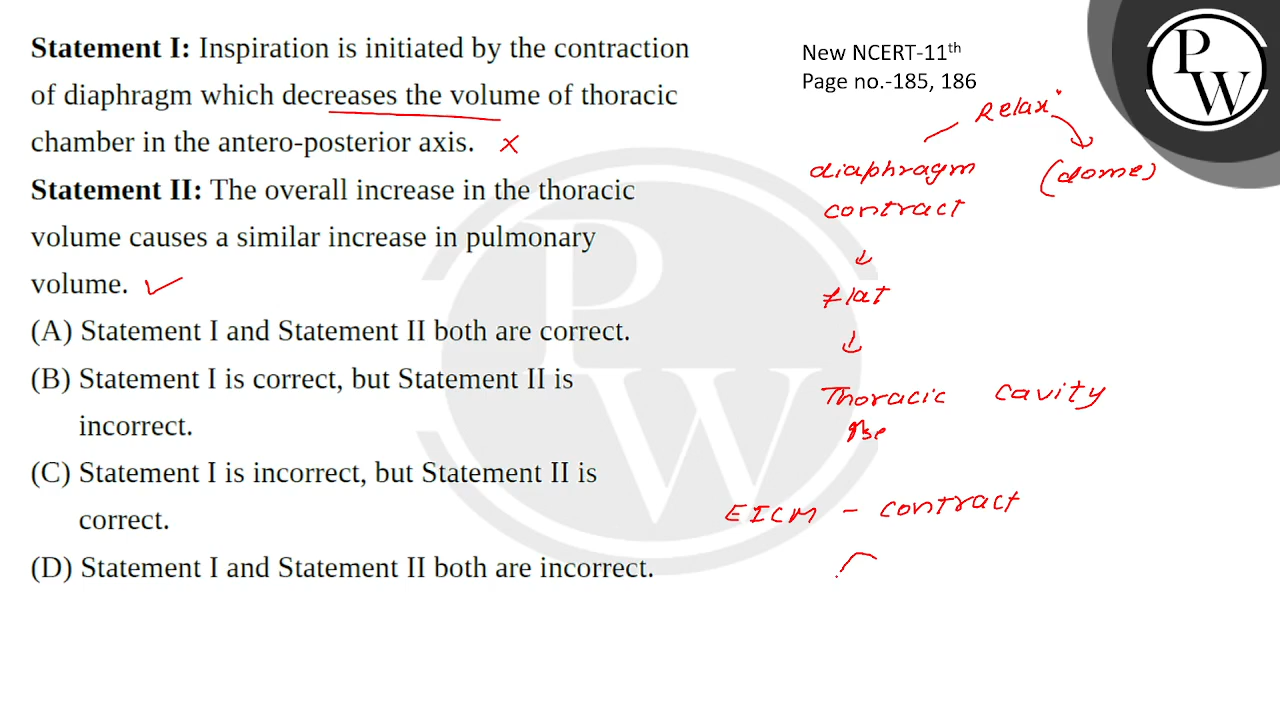 Statement I: Inspiration is initiated by the contraction
of diaphragm which decreases the volume of thoracic
chamber in the antero-posterior axis.
Statement II: The overall increase in the thoracic
volume causes a similar increase in pulmonary
volume.
(A) Statement I and Statement II both are correct.
(B) Statement I is correct, but Statement II is
incorrect.
(C) Statement I is incorrect, but Statement II is
correct.
(D) Statement I and Statement II both are incorrect.
New NCERT-11th
Page no.-185, 186
Relax
diaphragm (dome)
contract
flat
Thoracic cavity
EICM - contract
P
W
P
W